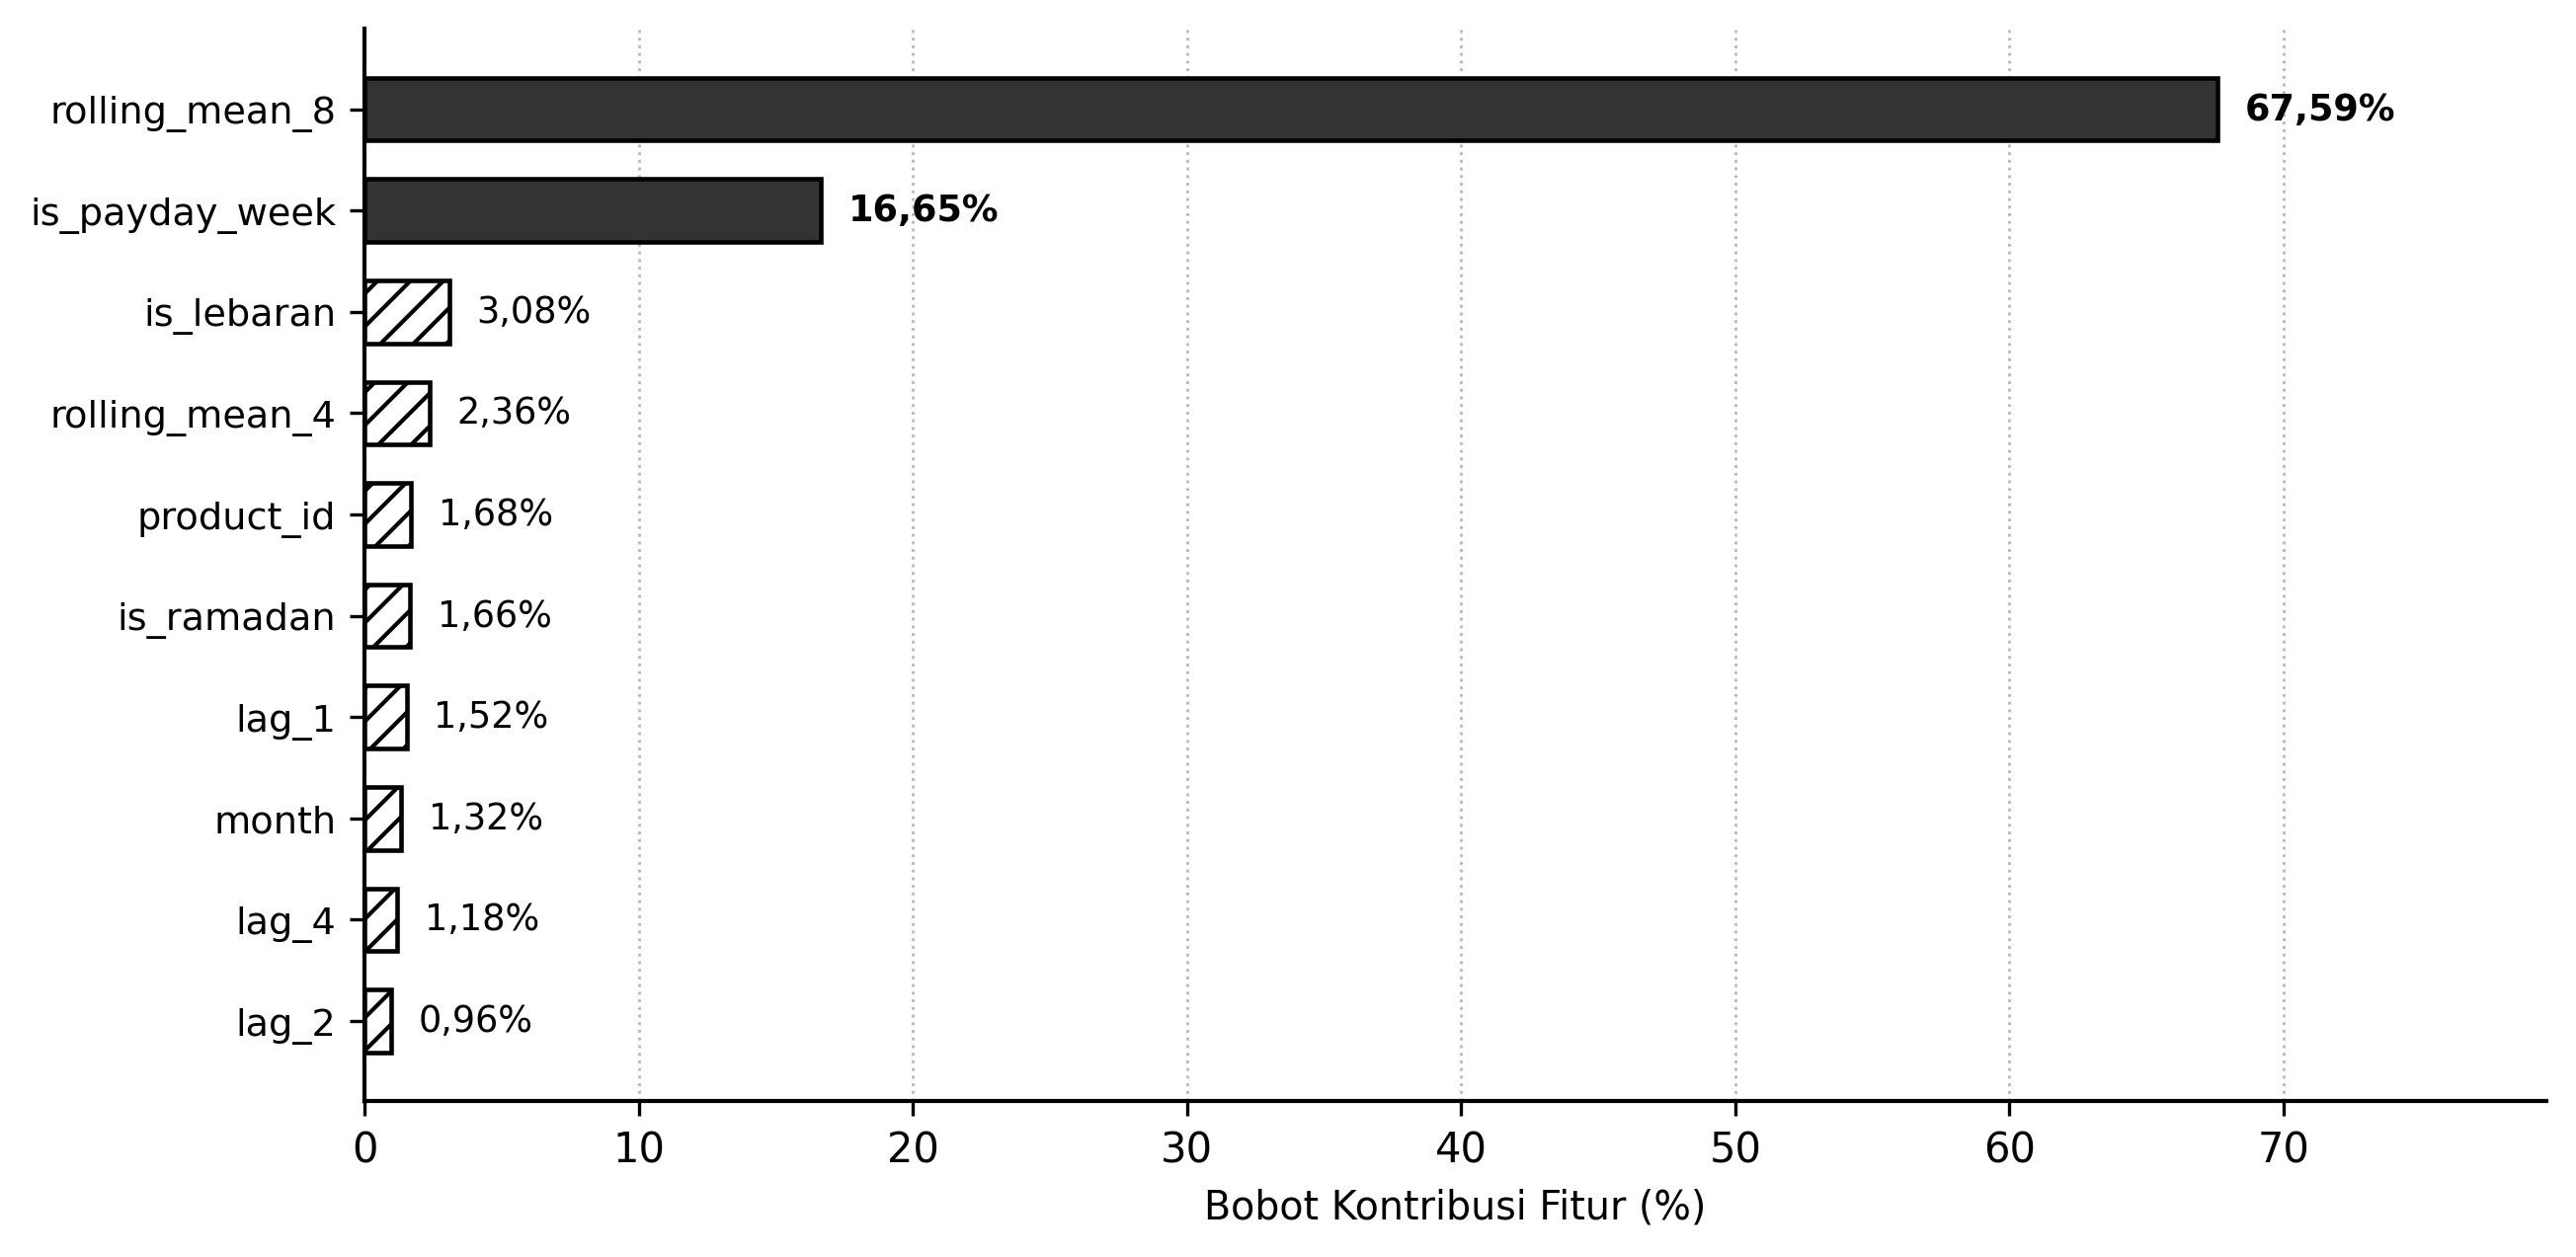 rolling_mean_8 67,59%
is_payday_week 16,65%
is_lebaran 3,08%
rolling_mean_4 2,36%
product_id 1,68%
is_ramadan 1,66%
lag_1 1,52%
month 1,32%
lag_4 1,18%
lag_2 0,96%
0 10 20 30 40 50 60 70
Bobot Kontribusi Fitur (%)